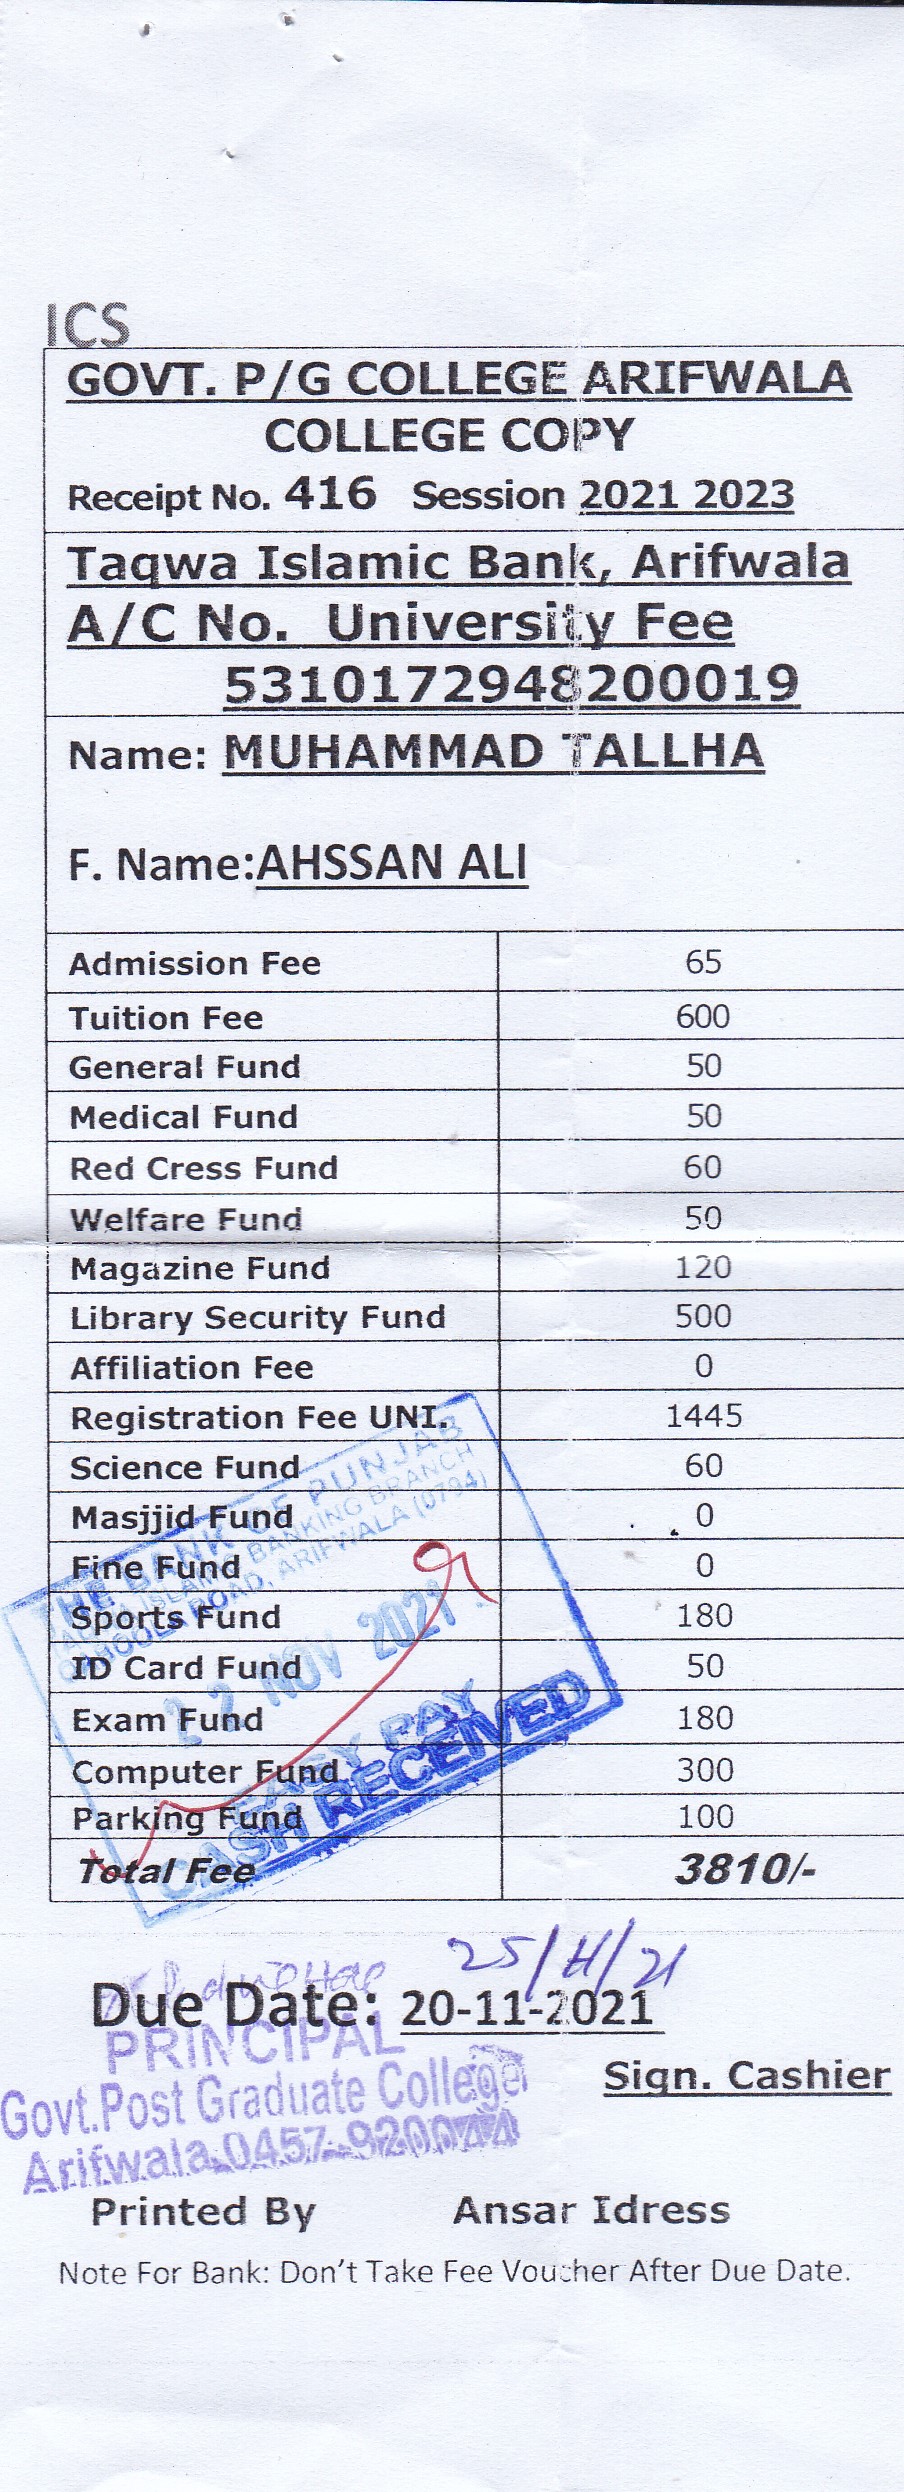 ICS
GOVT. P/G COLLEGE ARIFWALA
COLLEGE COPY
Receipt No. 416 Session 2021 2023
Taqwa Islamic Bank, Arifwala
A/C No. University Fee
5310172948200019
Name: MUHAMMAD TALLHA
F. Name:AHSSAN ALI
Admission Fee 65
Tuition Fee 600
General Fund 50
Medical Fund 50
Red Cress Fund 60
Welfare Fund 50
Magazine Fund 120
Library Security Fund 500
Affiliation Fee 0
Registration Fee UNI. 1445
Science Fund 60
Masjjid Fund 0
Fine Fund 0
Sports Fund 180
ID Card Fund 50
Exam Fund 180
Computer Fund 300
Parking Fund 100
Total Fee 3810/-
THE BANK OF PUNJAB
BANKING BRANCH
ROAD, ARIFWALA (0794)
22 NOV 2021
EASY PAY
CASH RECEIVED
25/11/21
Due Date: 20-11-2021
PRINCIPAL
Govt.Post Graduate College
Arifwala.0457-920044
Sign. Cashier
Printed By Ansar Idress
Note For Bank: Don't Take Fee Voucher After Due Date.